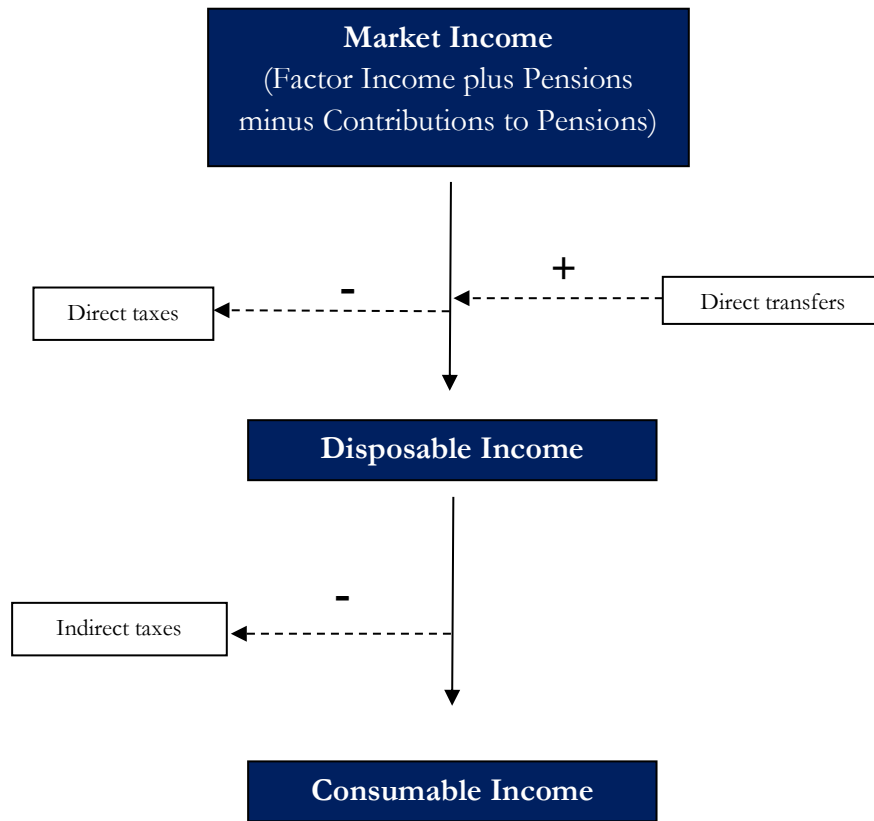 Market Income
(Factor Income plus Pensions
minus Contributions to Pensions)
+
-
Direct taxes
Direct transfers
Disposable Income
-
Indirect taxes
Consumable Income